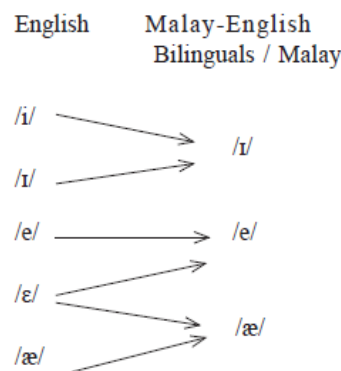 English Malay-English
Bilinguals / Malay
/i/
/ɪ/
/ɪ/
/e/ /e/
/ɛ/
/æ/
/æ/